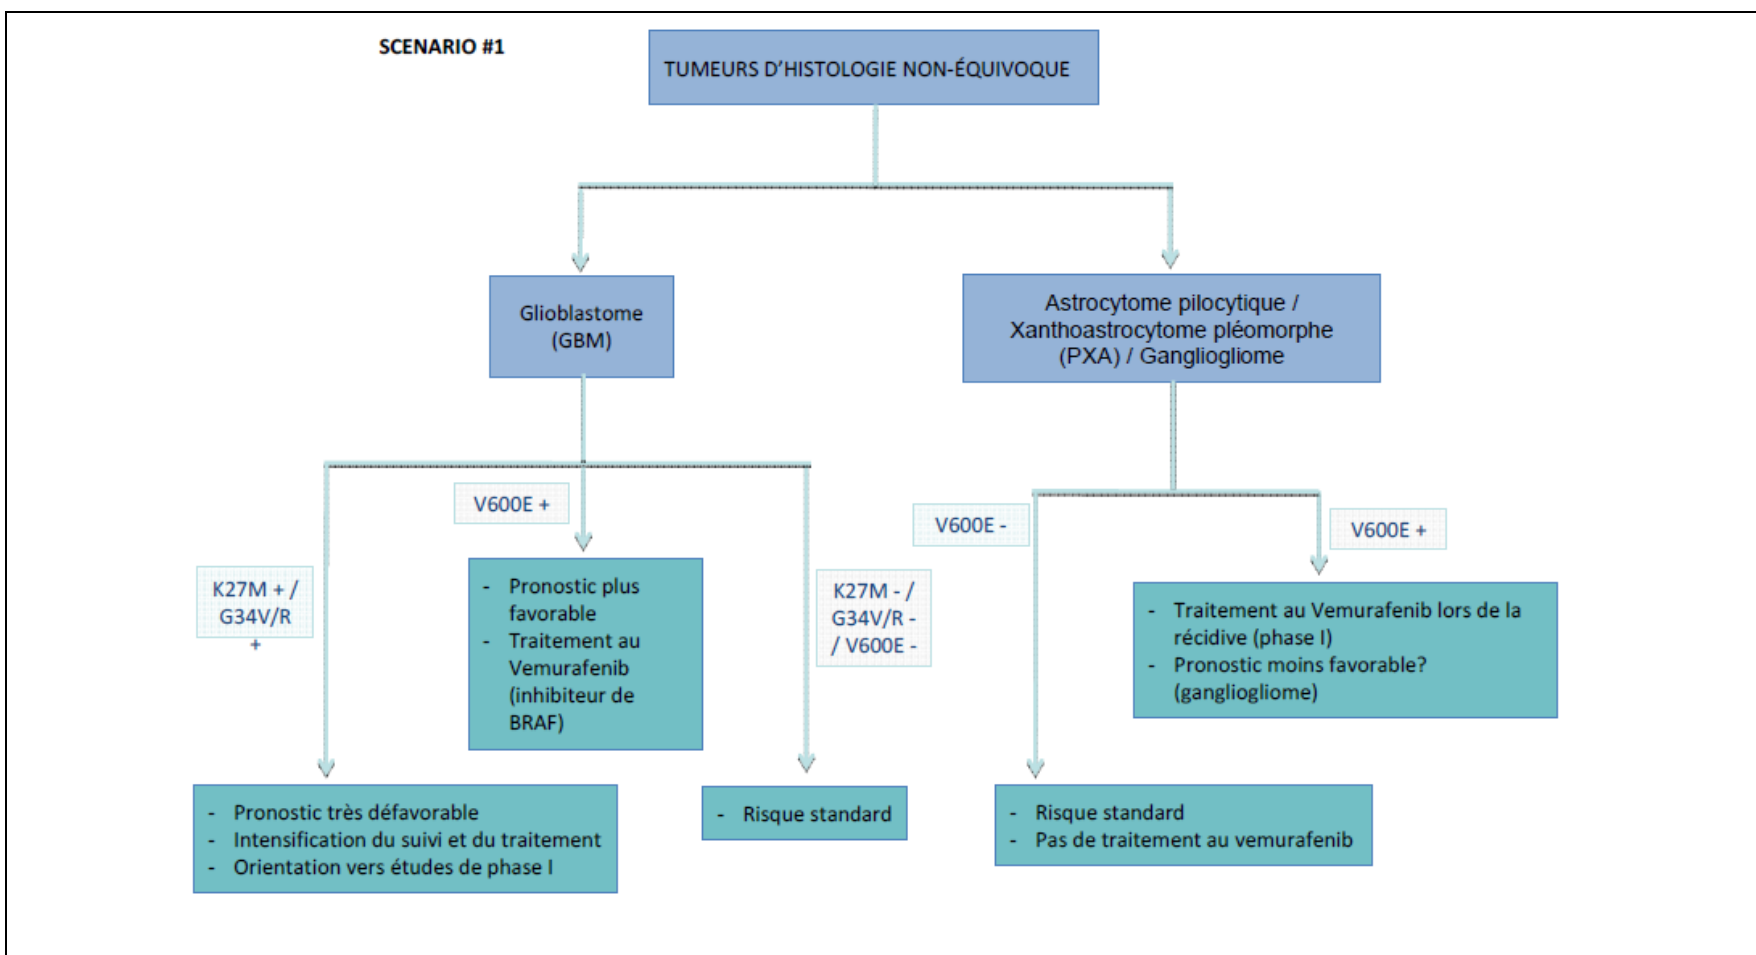 SCENARIO #1
TUMEURS D'HISTOLOGIE NON-ÉQUIVOQUE
Glioblastome
(GBM)
Astrocytome pilocytique /
Xanthoastrocytome pléomorphe
(PXA) / Gangliogliome
V600E +
V600E -
V600E +
K27M + /
G34V/R
+
K27M - /
G34V/R -
/ V600E -
- Pronostic plus
favorable
- Traitement au
Vemurafenib
(inhibiteur de
BRAF)
- Traitement au Vemurafenib lors de la
récidive (phase I)
- Pronostic moins favorable?
(gangliogliome)
- Pronostic très défavorable
- Intensification du suivi et du traitement
- Orientation vers études de phase I
- Risque standard
- Risque standard
- Pas de traitement au vemurafenib